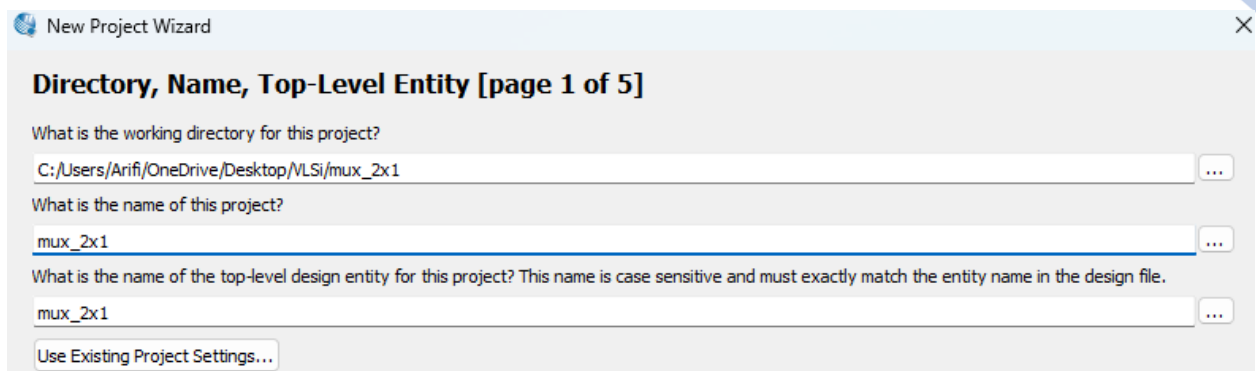 New Project Wizard
Directory, Name, Top-Level Entity [page 1 of 5]
What is the working directory for this project?
C:/Users/Arifi/OneDrive/Desktop/VLSi/mux_2x1
...
What is the name of this project?
mux_2x1
...
What is the name of the top-level design entity for this project? This name is case sensitive and must exactly match the entity name in the design file.
mux_2x1
...
Use Existing Project Settings...